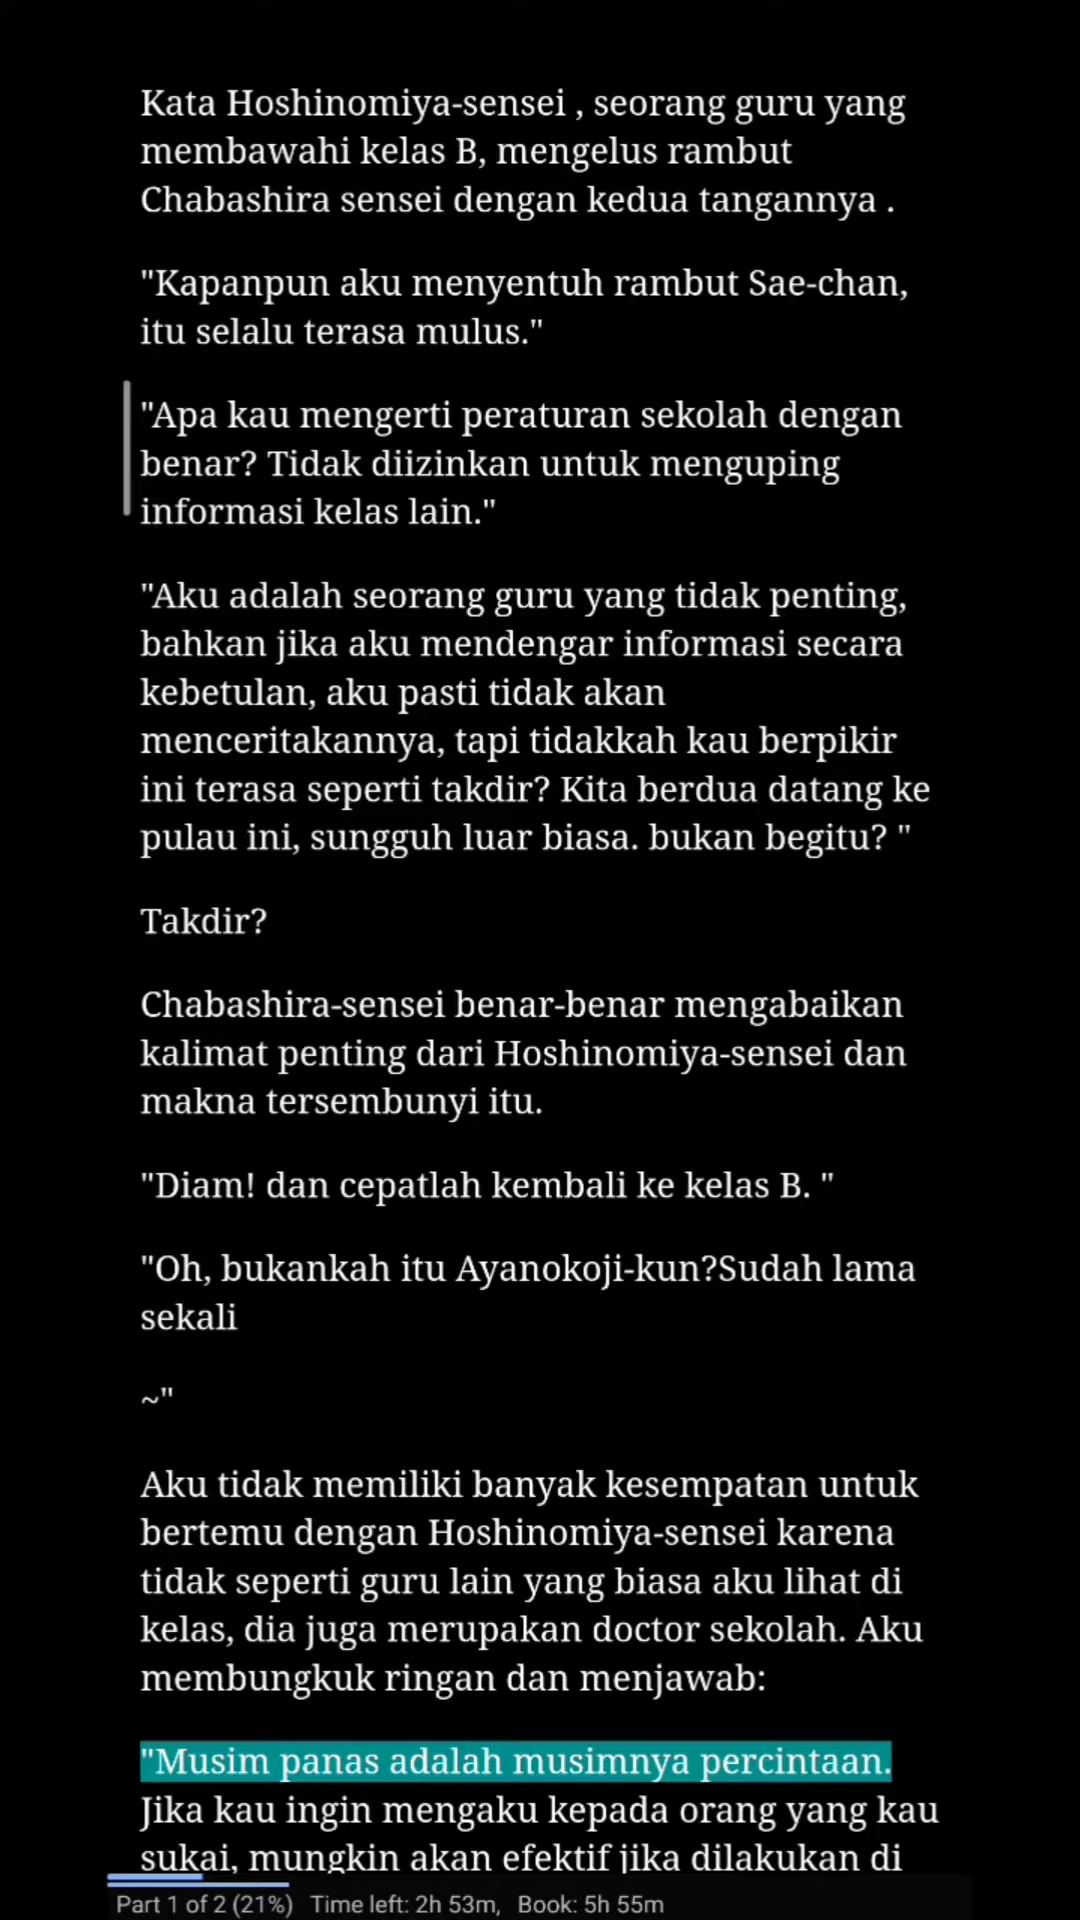 Kata Hoshinomiya-sensei , seorang guru yang
membawahi kelas B, mengelus rambut
Chabashira sensei dengan kedua tangannya .
"Kapanpun aku menyentuh rambut Sae-chan,
itu selalu terasa mulus."
"Apa kau mengerti peraturan sekolah dengan
benar? Tidak diizinkan untuk menguping
informasi kelas lain."
"Aku adalah seorang guru yang tidak penting,
bahkan jika aku mendengar informasi secara
kebetulan, aku pasti tidak akan
menceritakannya, tapi tidakkah kau berpikir
ini terasa seperti takdir? Kita berdua datang ke
pulau ini, sungguh luar biasa. bukan begitu? "
Takdir?
Chabashira-sensei benar-benar mengabaikan
kalimat penting dari Hoshinomiya-sensei dan
makna tersembunyi itu.
"Diam! dan cepatlah kembali ke kelas B. "
"Oh, bukankah itu Ayanokoji-kun?Sudah lama
sekali
~"
Aku tidak memiliki banyak kesempatan untuk
bertemu dengan Hoshinomiya-sensei karena
tidak seperti guru lain yang biasa aku lihat di
kelas, dia juga merupakan doctor sekolah. Aku
membungkuk ringan dan menjawab:
"Musim panas adalah musimnya percintaan.
Jika kau ingin mengaku kepada orang yang kau
sukai, mungkin akan efektif jika dilakukan di
Part 1 of 2 (21%) Time left: 2h 53m, Book: 5h 55m